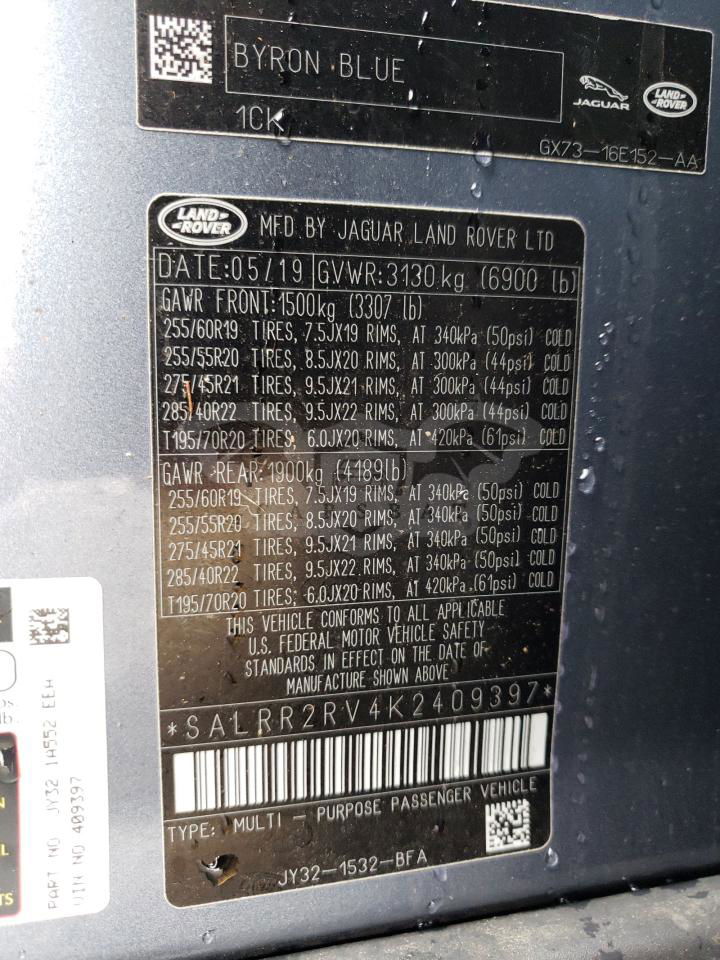 BYRON BLUE
JAGUAR
LAND ROVER
1CK
GX73-16E152-AA
LAND ROVER
MFD BY JAGUAR LAND ROVER LTD
DATE:05/19 GVWR:3130kg (6900 lb)
GAWR FRONT:1500kg (3307 lb)
255/60R19 TIRES, 7.5JX19 RIMS, AT 340kPa (50psi) COLD
255/55R20 TIRES, 8.5JX20 RIMS, AT 300kPa (44psi) COLD
275/45R21 TIRES, 9.5JX21 RIMS, AT 300kPa (44psi) COLD
285/40R22 TIRES, 9.5JX22 RIMS, AT 300kPa (44psi) COLD
T195/70R20 TIRES, 6.0JX20 RIMS, AT 420kPa (61psi) COLD
GAWR REAR:1900kg (4189lb)
255/60R19 TIRES, 7.5JX19 RIMS, AT 340kPa (50psi) COLD
255/55R20 TIRES, 8.5JX20 RIMS, AT 340kPa (50psi) COLD
275/45R21 TIRES, 9.5JX21 RIMS, AT 340kPa (50psi) COLD
285/40R22 TIRES, 9.5JX22 RIMS, AT 340kPa (50psi) COLD
T195/70R20 TIRES, 6.0JX20 RIMS, AT 420kPa (61psi) COLD
THIS VEHICLE CONFORMS TO ALL APPLICABLE
U.S. FEDERAL MOTOR VEHICLE SAFETY
STANDARDS IN EFFECT ON THE DATE OF
MANUFACTURE SHOWN ABOVE
*SALRR2RV4K2409397*
TYPE: MULTI - PURPOSE PASSENGER VEHICLE
JY32-1532-BFA
PART NO JY32 1A552 EEH
VIN NO 409397